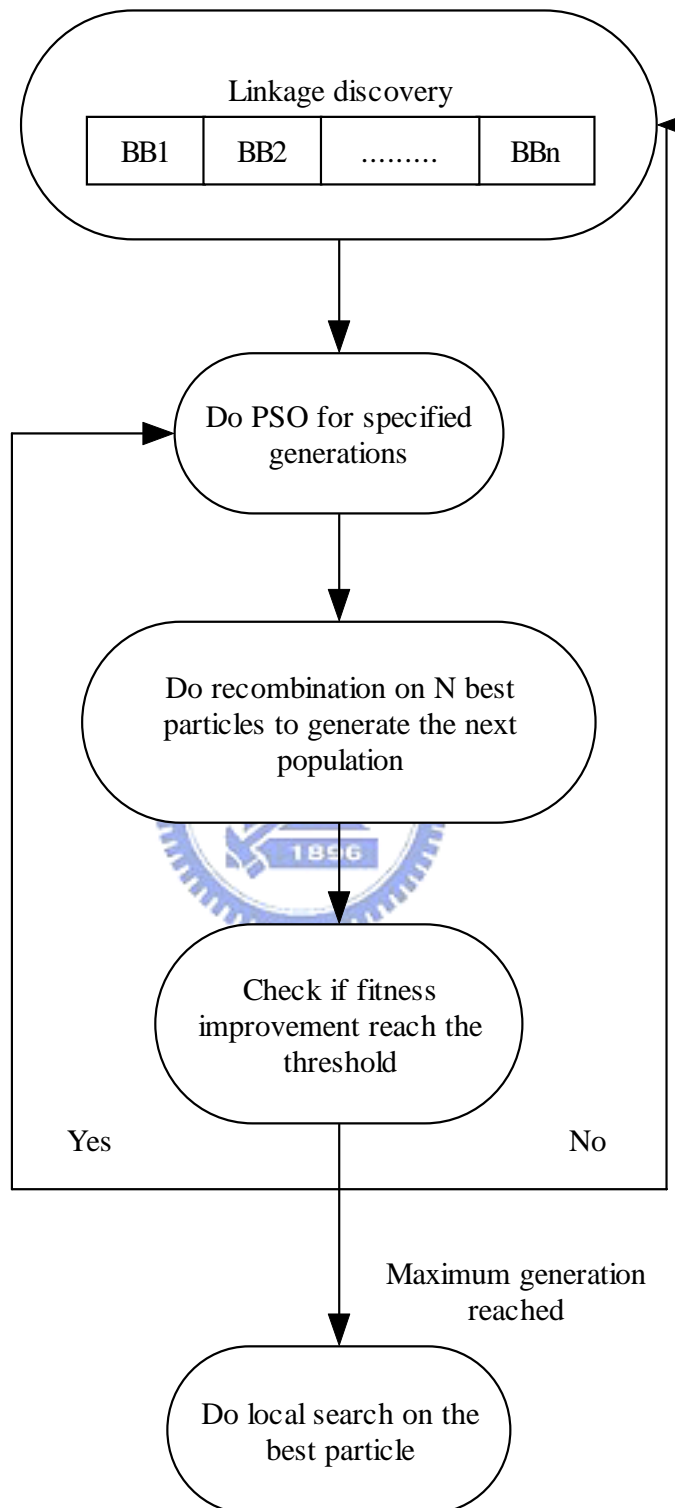 Linkage discovery
BB1 BB2 ......... BBn
Do PSO for specified
generations
Do recombination on N best
particles to generate the next
population
1896
Check if fitness
improvement reach the
threshold
Yes
No
Maximum generation
reached
Do local search on the
best particle